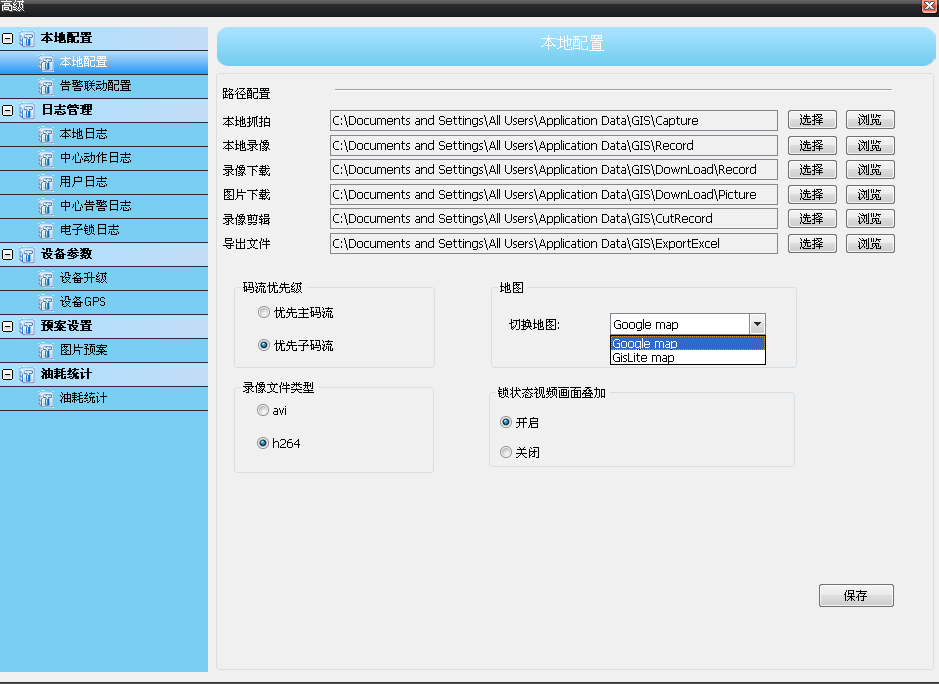 高级
本地配置
本地配置
告警联动配置
日志管理
本地日志
中心动作日志
用户日志
中心告警日志
电子锁日志
设备参数
设备升级
设备GPS
预案设置
图片预案
油耗统计
油耗统计
本地配置
路径配置
本地抓拍 C:\Documents and Settings\All Users\Application Data\GIS\Capture 选择 浏览
本地录像 C:\Documents and Settings\All Users\Application Data\GIS\Record 选择 浏览
录像下载 C:\Documents and Settings\All Users\Application Data\GIS\DownLoad\Record 选择 浏览
图片下载 C:\Documents and Settings\All Users\Application Data\GIS\DownLoad\Picture 选择 浏览
录像剪辑 C:\Documents and Settings\All Users\Application Data\GIS\CutRecord 选择 浏览
导出文件 C:\Documents and Settings\All Users\Application Data\GIS\ExportExcel 选择 浏览
码流优先级
优先主码流
优先子码流
地图
切换地图: Google map
Google map
GisLite map
录像文件类型
avi
h264
锁状态视频画面叠加
开启
关闭
保存